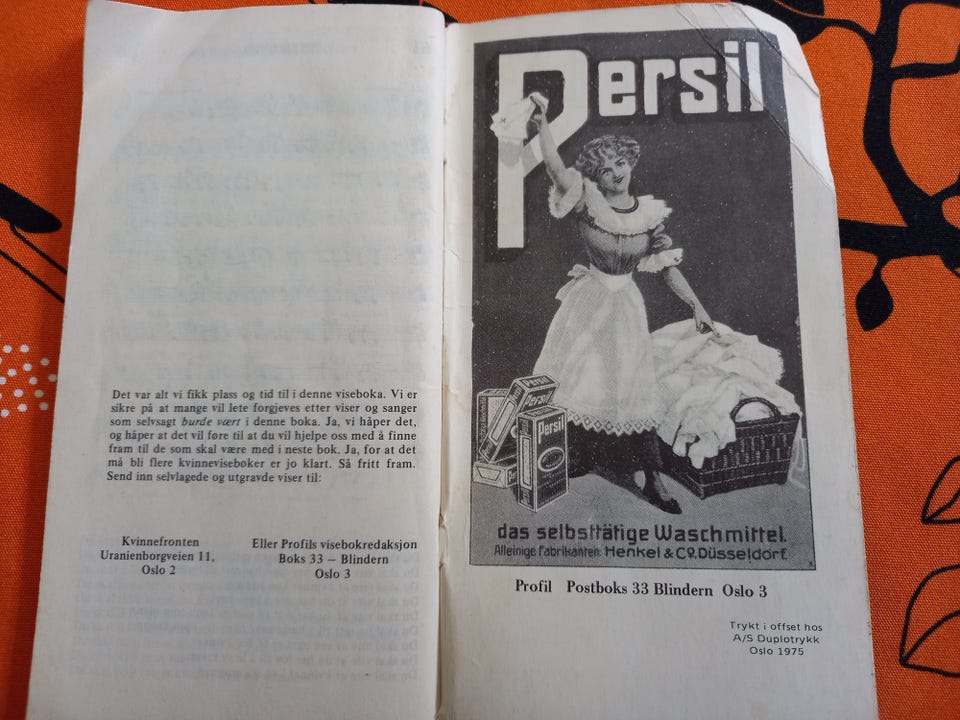 Det var alt vi fikk plass og tid til i denne viseboka. Vi er
sikre på at mange vil lete forgjeves etter viser og sanger
som selvsagt burde vært i denne boka. Ja, vi håper det,
og håper at det vil føre til at du vil hjelpe oss med å finne
fram til de som skal være med i neste bok. Ja, for at det
må bli flere kvinneviseboker er jo klart. Så fritt fram.
Send inn selvlagede og utgravde viser til:
Kvinnefronten
Uranienborgveien 11,
Oslo 2
Eller Profils visebokredaksjon
Boks 33 – Blindern
Oslo 3
Persil
Persil
Persil
Persil
das selbsttätige Waschmittel
Alleinige Fabrikanten: Henkel & Co. Düsseldorf.
Profil Postboks 33 Blindern Oslo 3
Trykt i offset hos
A/S Duplotrykk
Oslo 1975